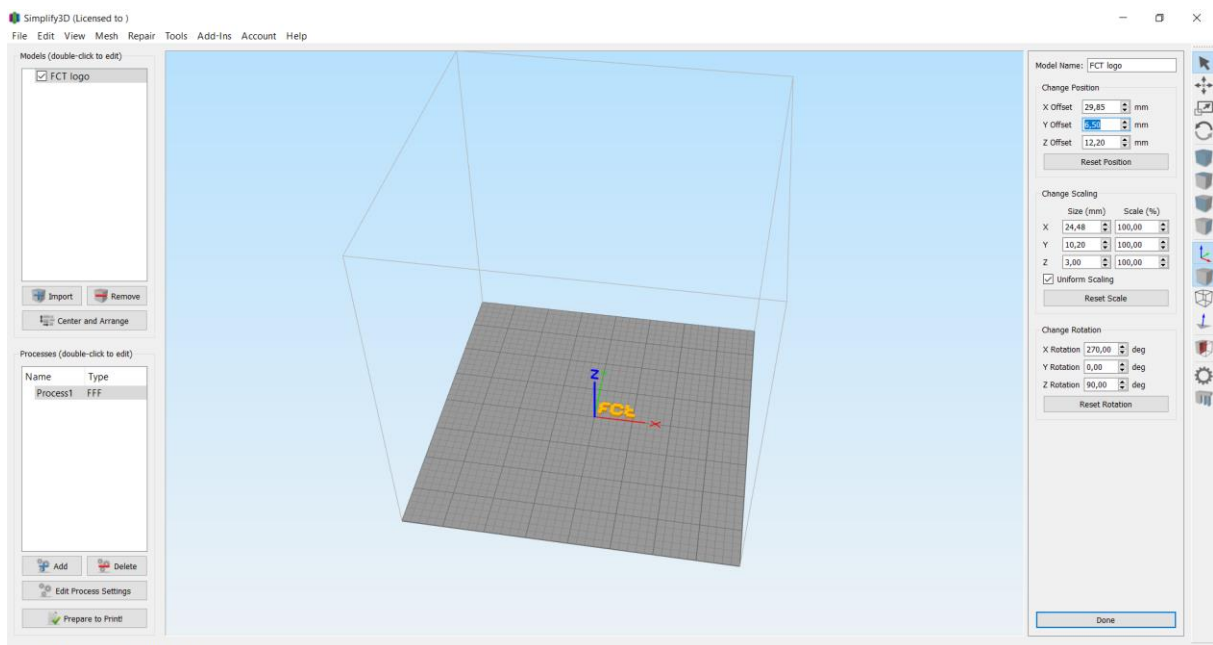 Simplify3D (Licensed to )
File Edit View Mesh Repair Tools Add-Ins Account Help
Models (double-click to edit)
FCT logo
Import Remove
Center and Arrange
Processes (double-click to edit)
Name Type
Process1 FFF
Add Delete
Edit Process Settings
Prepare to Print!
Z
FCt
X
Model Name: FCT logo
Change Position
X Offset 29,85 mm
Y Offset 6,50 mm
Z Offset 12,20 mm
Reset Position
Change Scaling
Size (mm) Scale (%)
X 24,48 100,00
Y 10,20 100,00
Z 3,00 100,00
Uniform Scaling
Reset Scale
Change Rotation
X Rotation 270,00 deg
Y Rotation 0,00 deg
Z Rotation 90,00 deg
Reset Rotation
Done